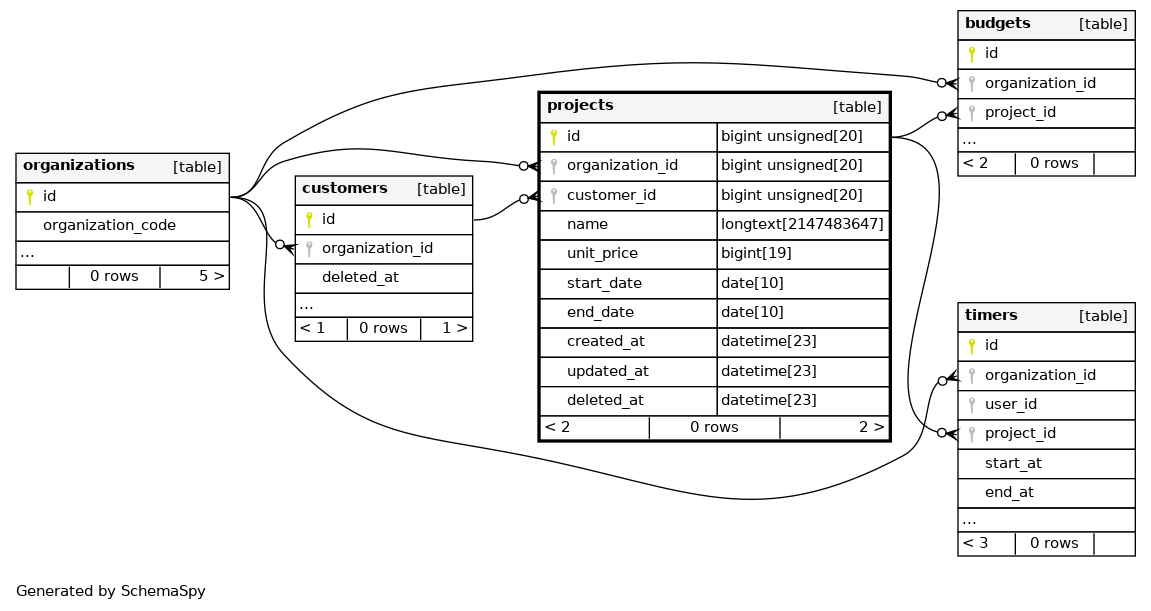 budgets [table]
id
organization_id
project_id
...
< 2 0 rows
projects [table]
id bigint unsigned[20]
organization_id bigint unsigned[20]
customer_id bigint unsigned[20]
name longtext[2147483647]
unit_price bigint[19]
start_date date[10]
end_date date[10]
created_at datetime[23]
updated_at datetime[23]
deleted_at datetime[23]
< 2 0 rows 2 >
organizations [table]
id
organization_code
...
0 rows 5 >
customers [table]
id
organization_id
deleted_at
...
< 1 0 rows 1 >
timers [table]
id
organization_id
user_id
project_id
start_at
end_at
...
< 3 0 rows
Generated by SchemaSpy